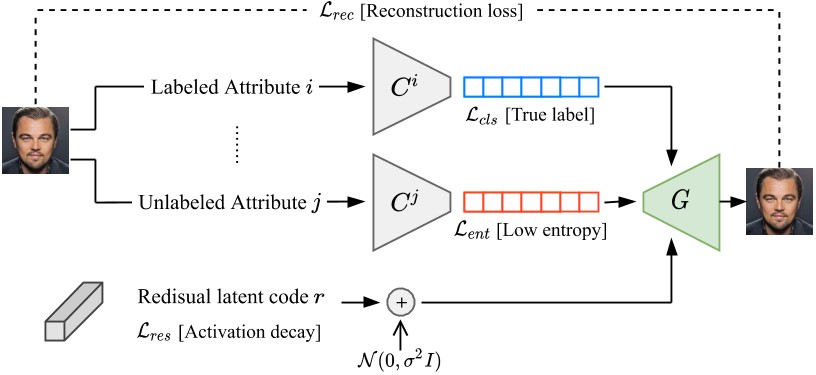 ℒ_rec [Reconstruction loss]
Labeled Attribute i
C^i
ℒ_cls [True label]
Unlabeled Attribute j
C^j
ℒ_ent [Low entropy]
G
Redisual latent code r
+
ℒ_res [Activation decay]
𝒩(0, σ²I)